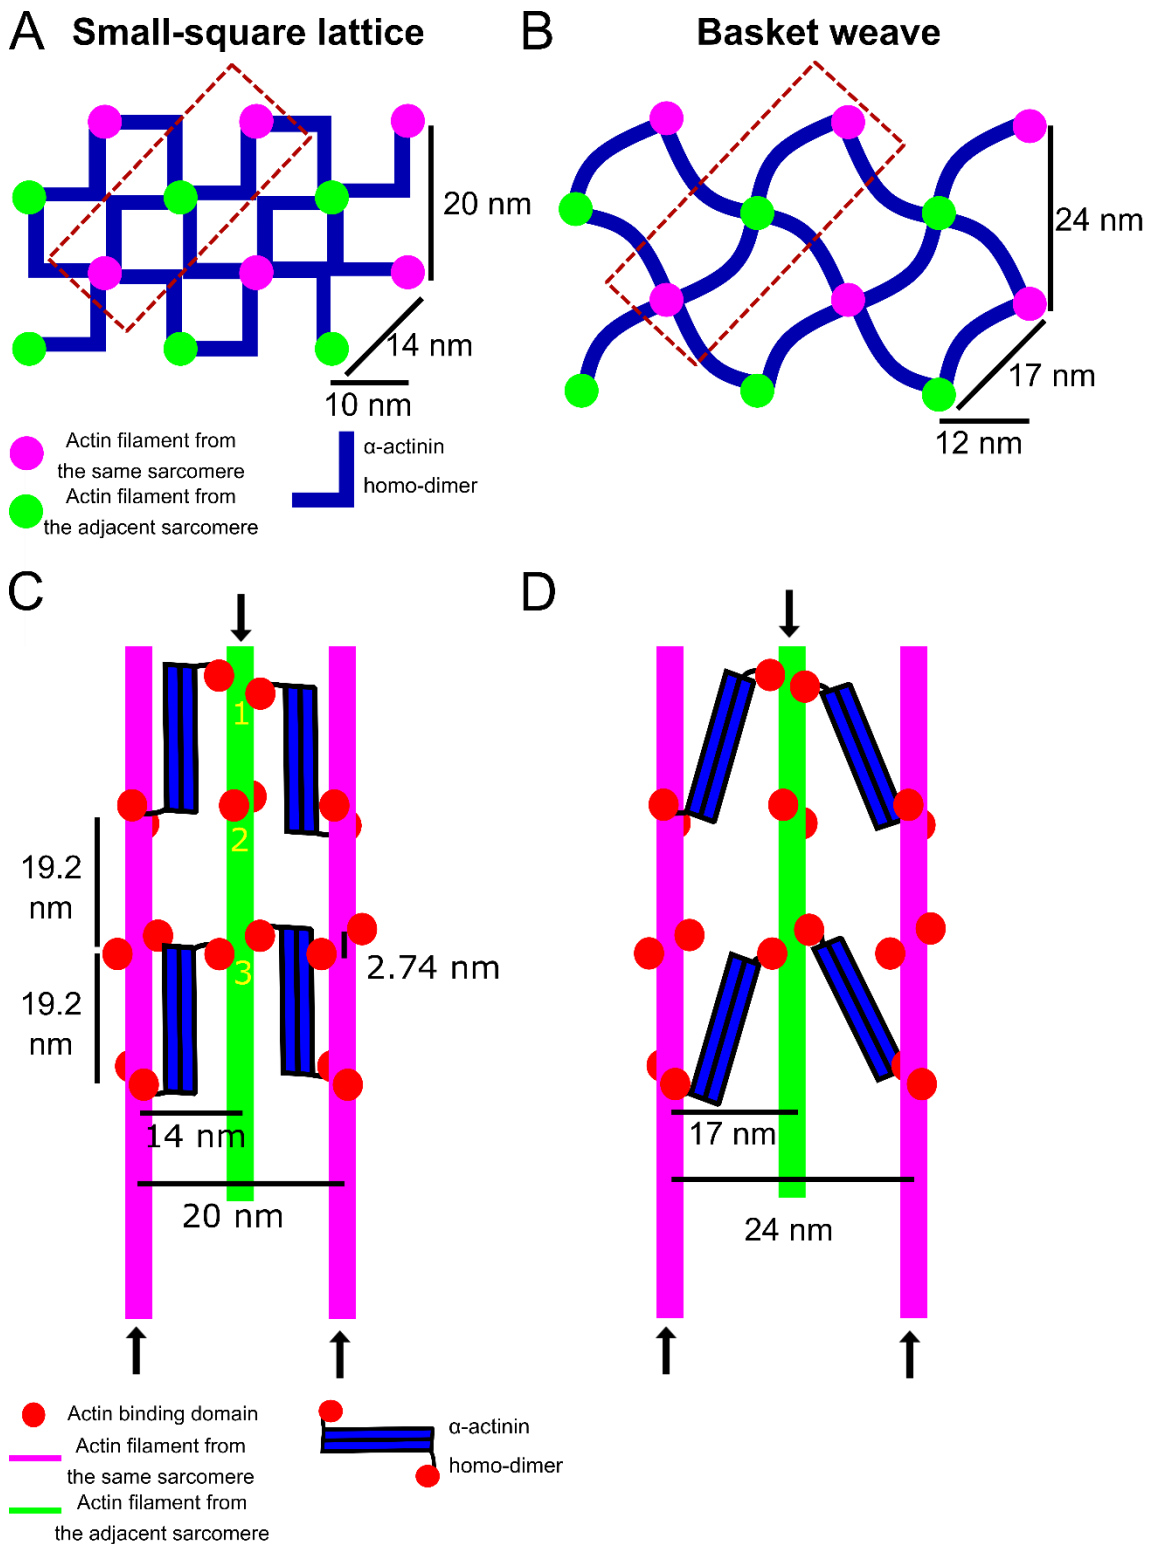 A Small-square lattice
B Basket weave
20 nm
14 nm
10 nm
24 nm
17 nm
12 nm
Actin filament from
the same sarcomere
Actin filament from
the adjacent sarcomere
α-actinin
homo-dimer
C
D
1
2
3
19.2
nm
19.2
nm
2.74 nm
14 nm
20 nm
17 nm
24 nm
Actin binding domain
Actin filament from
the same sarcomere
Actin filament from
the adjacent sarcomere
α-actinin
homo-dimer